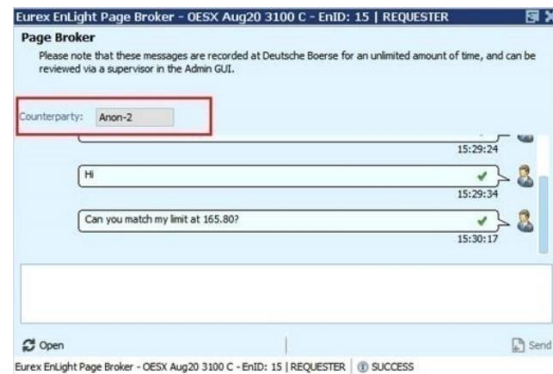 Eurex EnLight Page Broker - OESX Aug20 3100 C - EnID: 15 | REQUESTER
Page Broker
Please note that these messages are recorded at Deutsche Boerse for an unlimited amount of time, and can be
reviewed via a supervisor in the Admin GUI.
Counterparty: Anon-2
15:29:24
Hi
15:29:34
Can you match my limit at 165.80?
15:30:17
Open Send
Eurex EnLight Page Broker - OESX Aug20 3100 C - EnID: 15 | REQUESTER SUCCESS